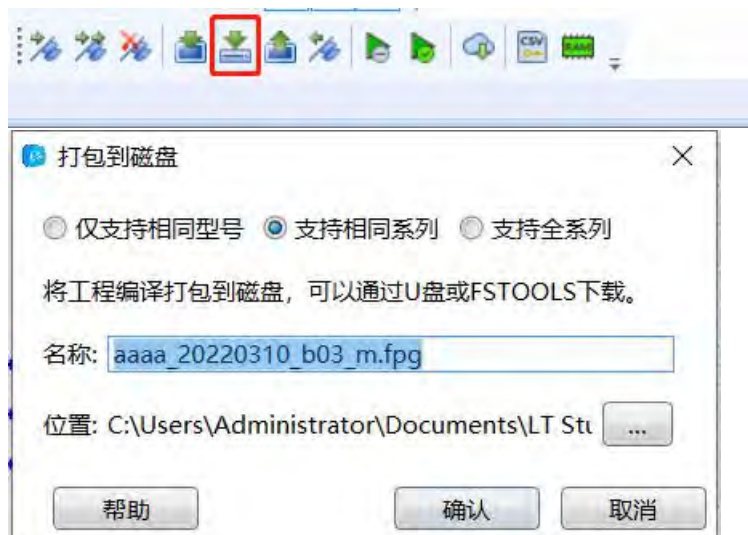 CSV
RAM
打包到磁盘
仅支持相同型号 支持相同系列 支持全系列
将工程编译打包到磁盘，可以通过U盘或FSTOOLS下载。
名称: aaaa_20220310_b03_m.fpg
位置: C:\Users\Administrator\Documents\LT Stu ...
帮助 确认 取消